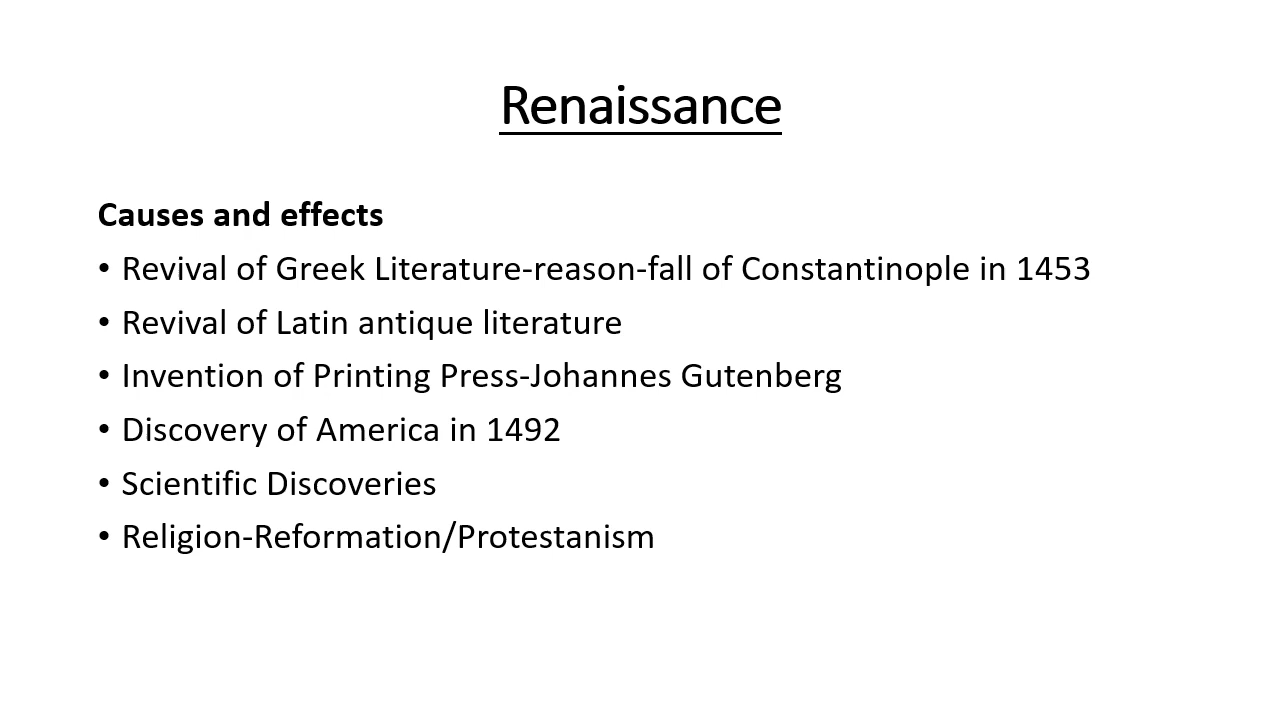 Renaissance
Causes and effects
• Revival of Greek Literature-reason-fall of Constantinople in 1453
• Revival of Latin antique literature
• Invention of Printing Press-Johannes Gutenberg
• Discovery of America in 1492
• Scientific Discoveries
• Religion-Reformation/Protestanism